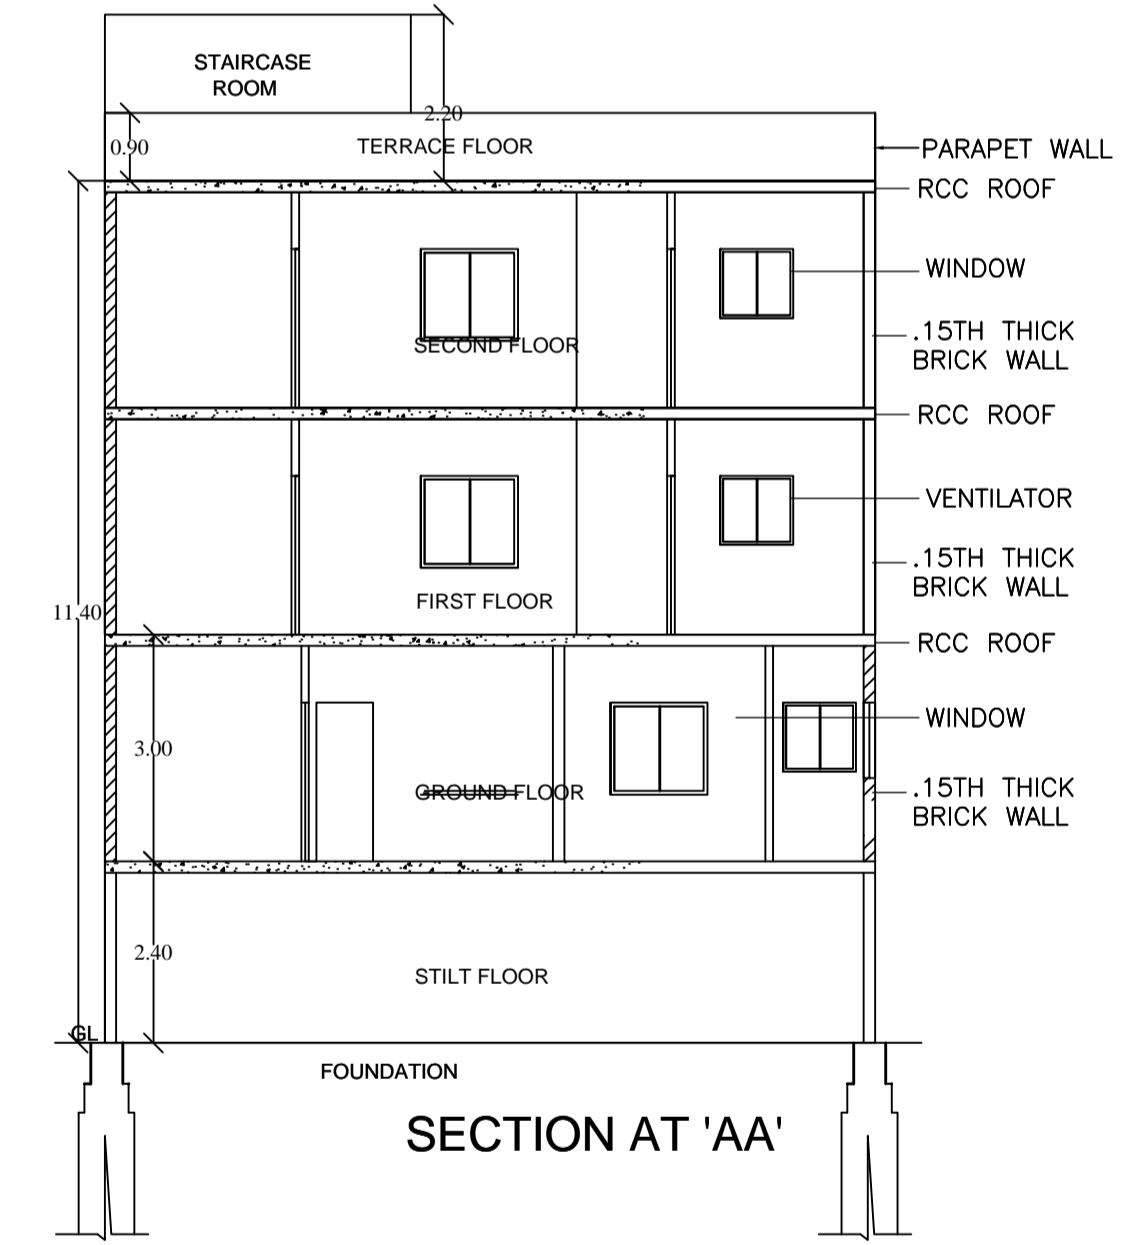 STAIRCASE
ROOM
2.20
0.90
TERRACE FLOOR
PARAPET WALL
RCC ROOF
WINDOW
.15TH THICK
BRICK WALL
SECOND FLOOR
RCC ROOF
VENTILATOR
.15TH THICK
BRICK WALL
FIRST FLOOR
11.40
RCC ROOF
WINDOW
3.00
GROUND FLOOR
.15TH THICK
BRICK WALL
2.40
STILT FLOOR
GL
FOUNDATION
SECTION AT 'AA'